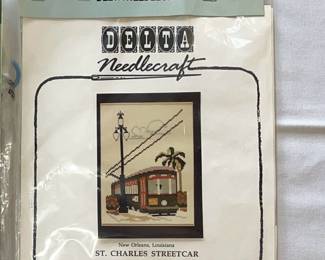 DELTA
Needlecraft
New Orleans, Louisiana
ST. CHARLES STREETCAR